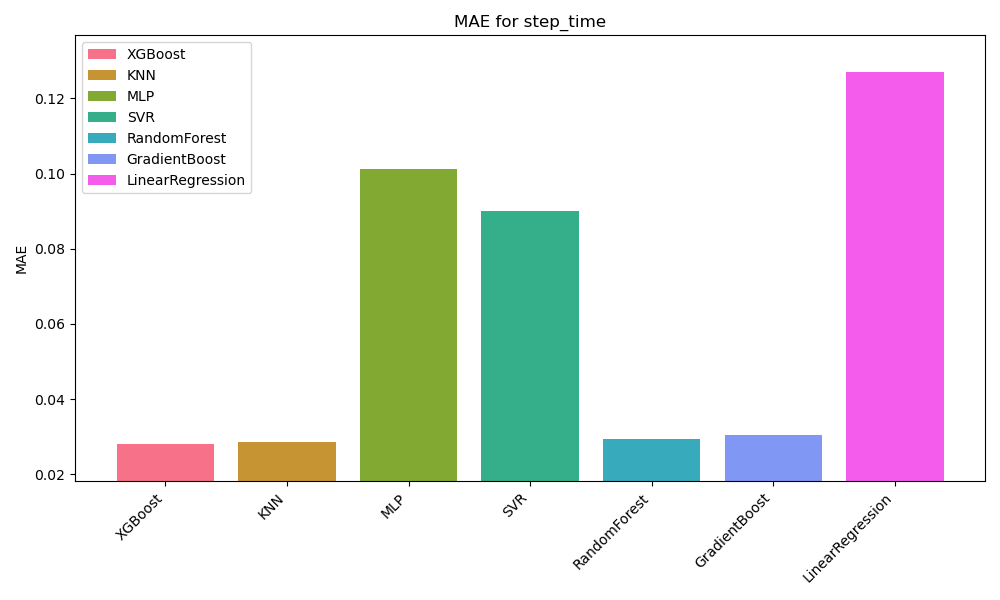 MAE for step_time
XGBoost
KNN
MLP
SVR
RandomForest
GradientBoost
LinearRegression
MAE
0.12
0.10
0.08
0.06
0.04
0.02
XGBoost
KNN
MLP
SVR
RandomForest
GradientBoost
LinearRegression